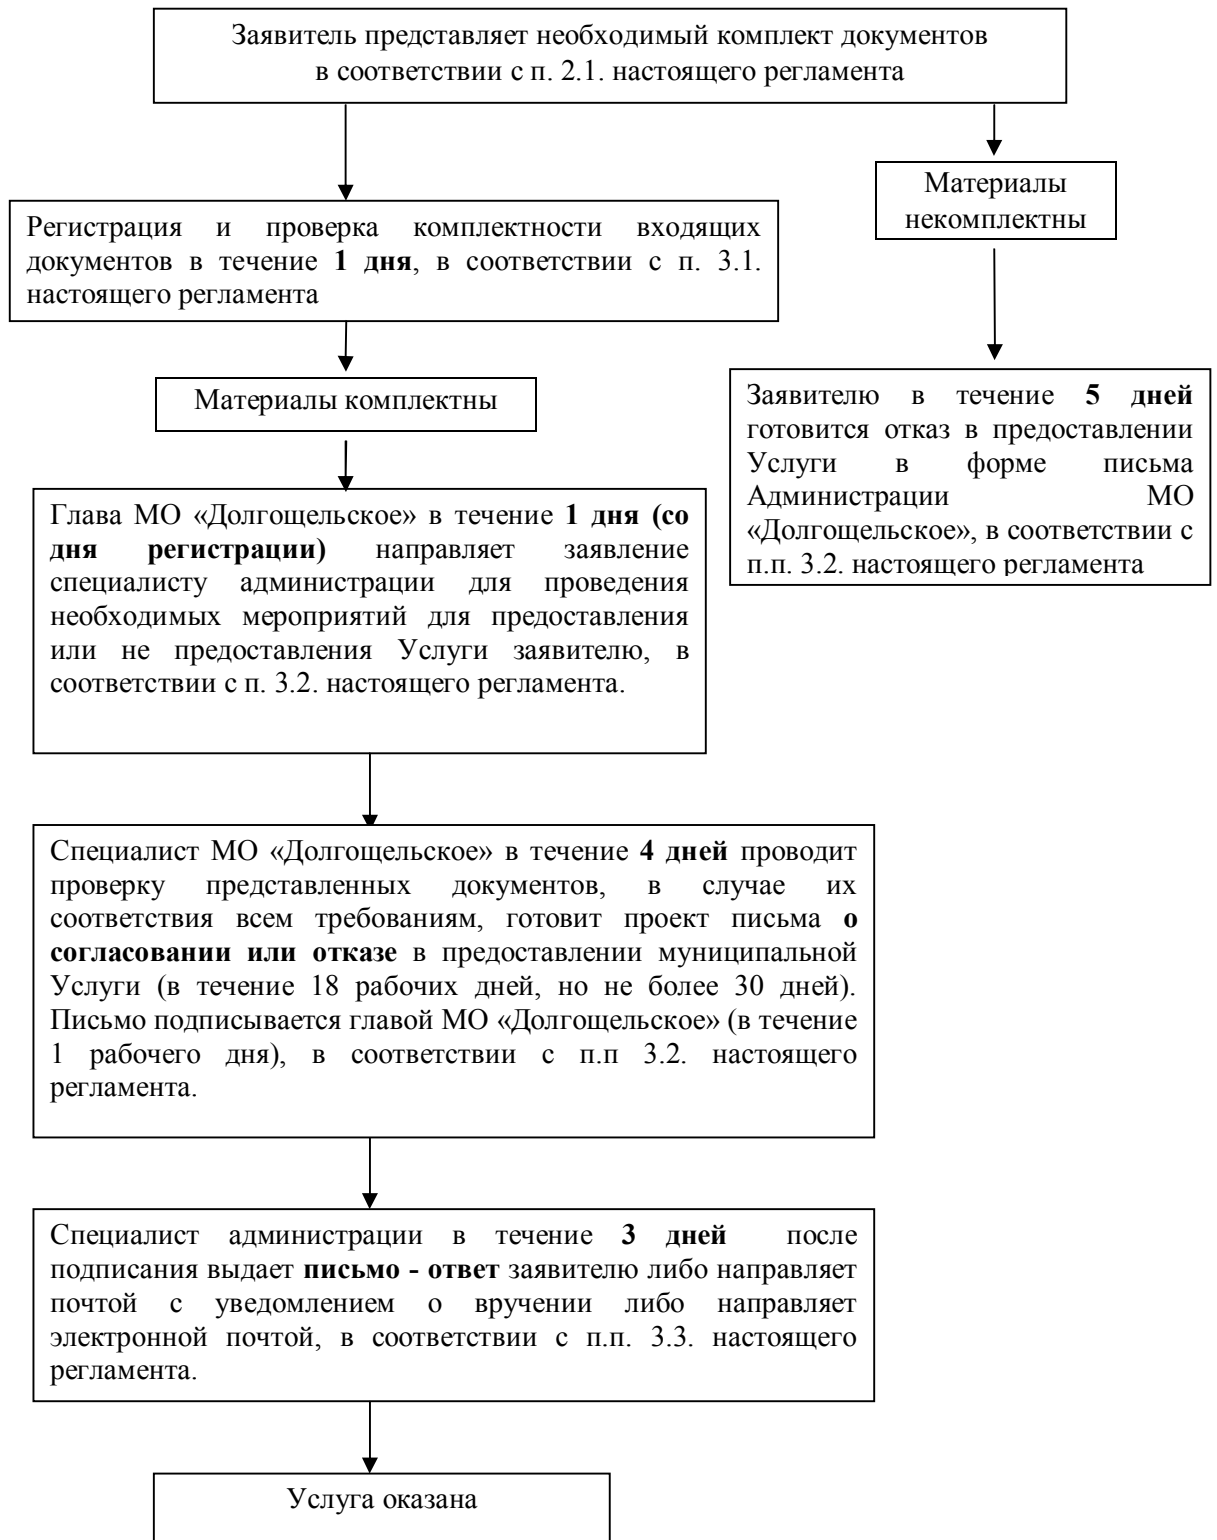 Заявитель представляет необходимый комплект документов
в соответствии с п. 2.1. настоящего регламента
Материалы
некомплектны
Регистрация и проверка комплектности входящих
документов в течение 1 дня, в соответствии с п. 3.1.
настоящего регламента
Материалы комплектны
Заявителю в течение 5 дней
готовится отказ в предоставлении
Услуги в форме письма
Администрации МО
«Долгощельское», в соответствии с
п.п. 3.2. настоящего регламента
Глава МО «Долгощельское» в течение 1 дня (со
дня регистрации) направляет заявление
специалисту администрации для проведения
необходимых мероприятий для предоставления
или не предоставления Услуги заявителю, в
соответствии с п. 3.2. настоящего регламента.
Специалист МО «Долгощельское» в течение 4 дней проводит
проверку представленных документов, в случае их
соответствия всем требованиям, готовит проект письма о
согласовании или отказе в предоставлении муниципальной
Услуги (в течение 18 рабочих дней, но не более 30 дней).
Письмо подписывается главой МО «Долгощельское» (в течение
1 рабочего дня), в соответствии с п.п 3.2. настоящего
регламента.
Специалист администрации в течение 3 дней после
подписания выдает письмо - ответ заявителю либо направляет
почтой с уведомлением о вручении либо направляет
электронной почтой, в соответствии с п.п. 3.3. настоящего
регламента.
Услуга оказана